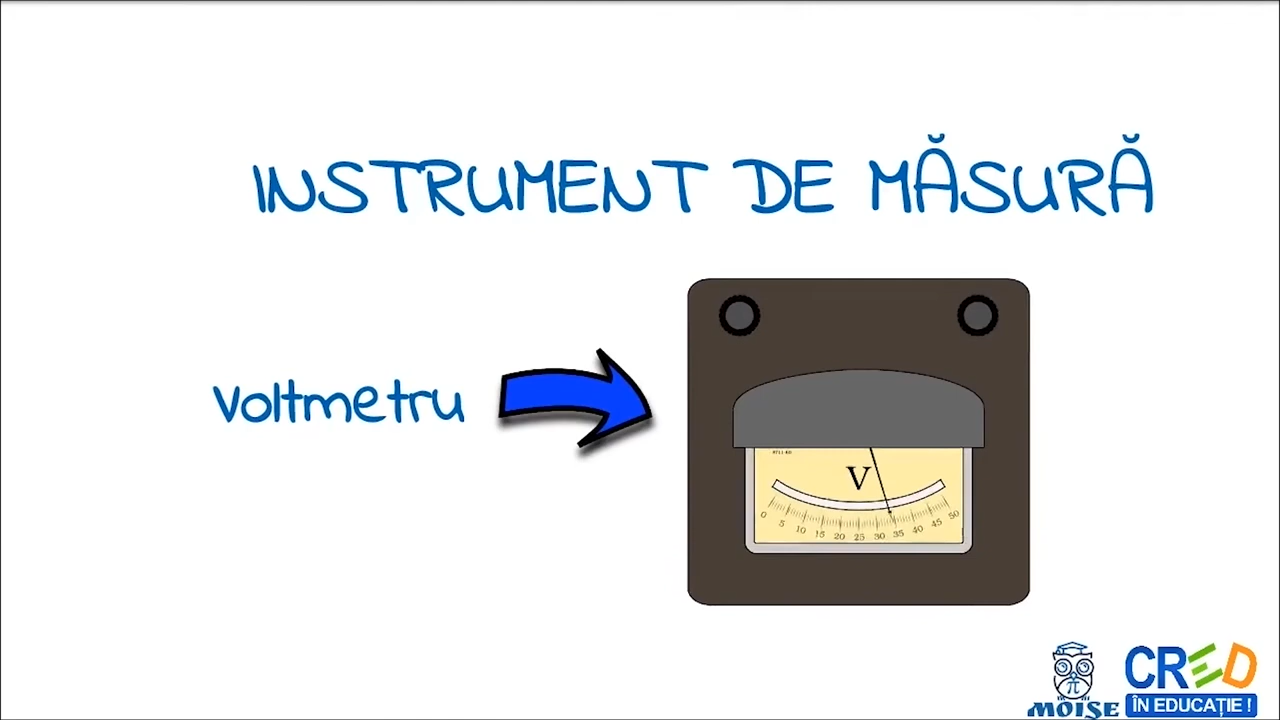 INSTRUMENT DE MĂSURĂ
Voltmetru
V
0 5 10 15 20 25 30 35 40 45 50
π
MOISE
CRED
ÎN EDUCAȚIE !